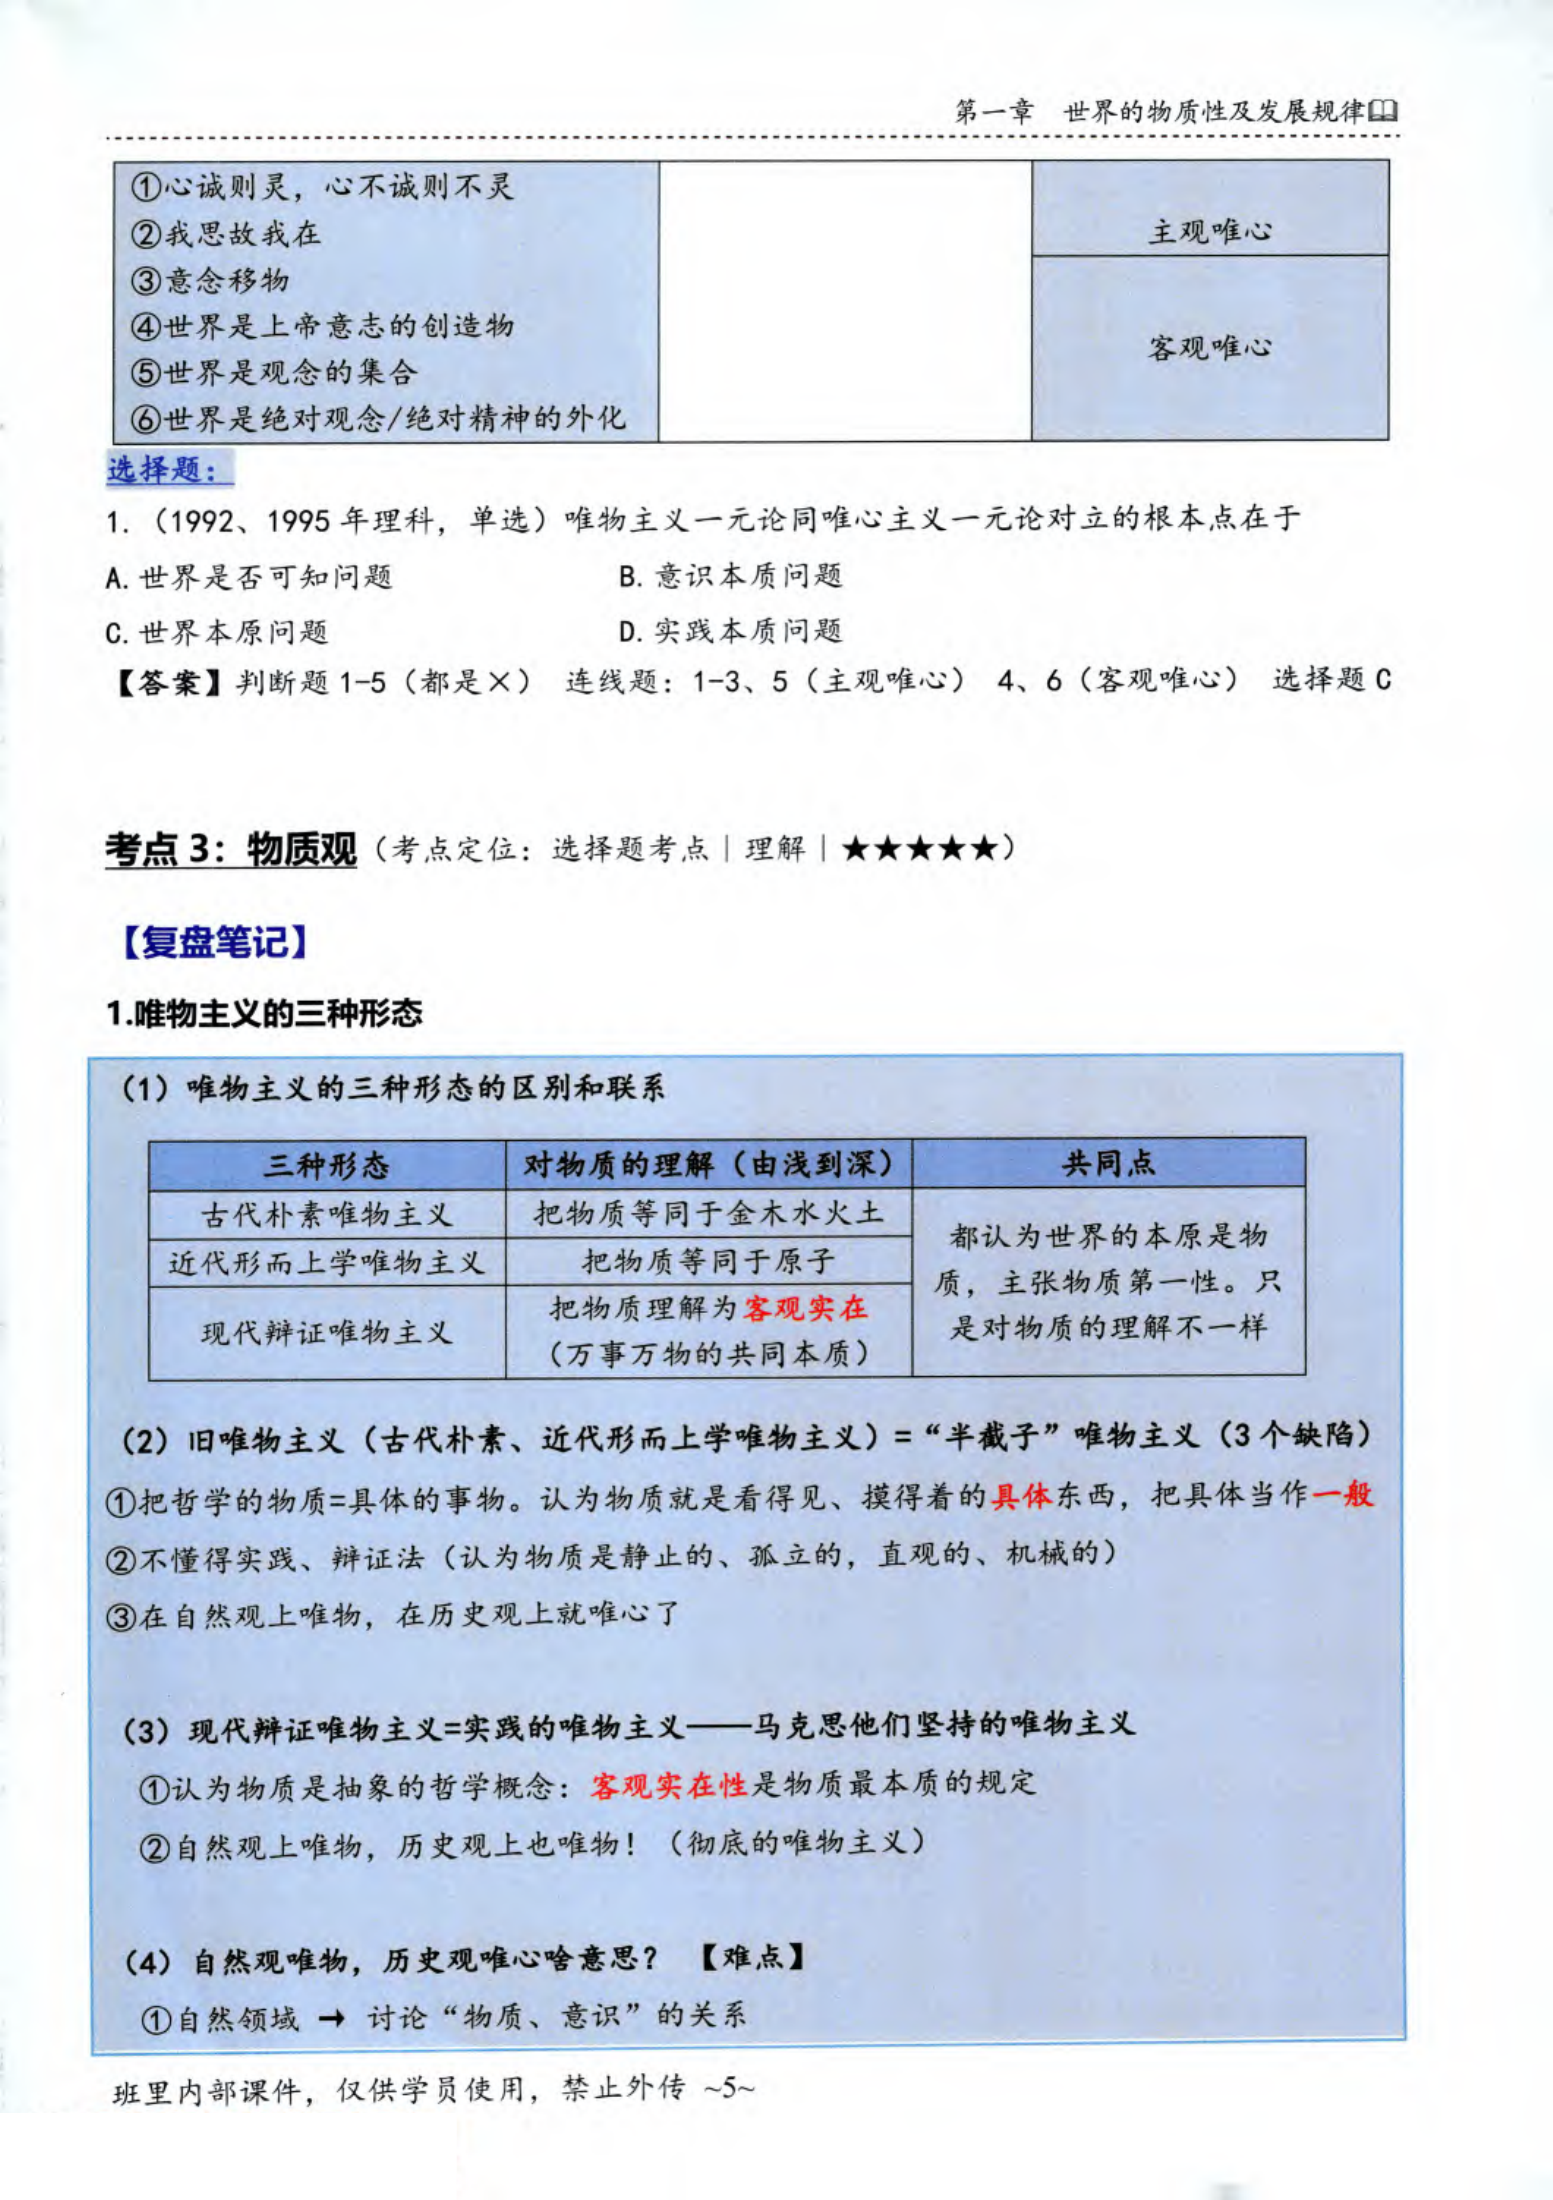 第一章 世界的物质性及发展规律
①心诚则灵，心不诚则不灵
②我思故我在
③意念移物
④世界是上帝意志的创造物
⑤世界是观念的集合
⑥世界是绝对观念/绝对精神的外化
主观唯心
客观唯心
选择题：
1.（1992、1995年理科，单选）唯物主义一元论同唯心主义一元论对立的根本点在于
A.世界是否可知问题 B.意识本质问题
C.世界本原问题 D.实践本质问题
【答案】判断题1-5（都是×） 连线题：1-3、5（主观唯心） 4、6（客观唯心） 选择题C
考点3：物质观（考点定位：选择题考点|理解|★★★★★）
【复盘笔记】
1.唯物主义的三种形态
（1）唯物主义的三种形态的区别和联系
三种形态 对物质的理解（由浅到深） 共同点
古代朴素唯物主义 把物质等同于金木水火土
近代形而上学唯物主义 把物质等同于原子
现代辩证唯物主义 把物质理解为客观实在
（万事万物的共同本质）
都认为世界的本原是物
质，主张物质第一性。只
是对物质的理解不一样
（2）旧唯物主义（古代朴素、近代形而上学唯物主义）=“半截子”唯物主义（3个缺陷）
①把哲学的物质=具体的事物。认为物质就是看得见、摸得着的具体东西，把具体当作一般
②不懂得实践、辩证法（认为物质是静止的、孤立的，直观的、机械的）
③在自然观上唯物，在历史观上就唯心了
（3）现代辩证唯物主义=实践的唯物主义——马克思他们坚持的唯物主义
①认为物质是抽象的哲学概念：客观实在性是物质最本质的规定
②自然观上唯物，历史观上也唯物！（彻底的唯物主义）
（4）自然观唯物，历史观唯心啥意思？【难点】
①自然领域 → 讨论“物质、意识”的关系
班里内部课件，仅供学员使用，禁止外传 ~5~